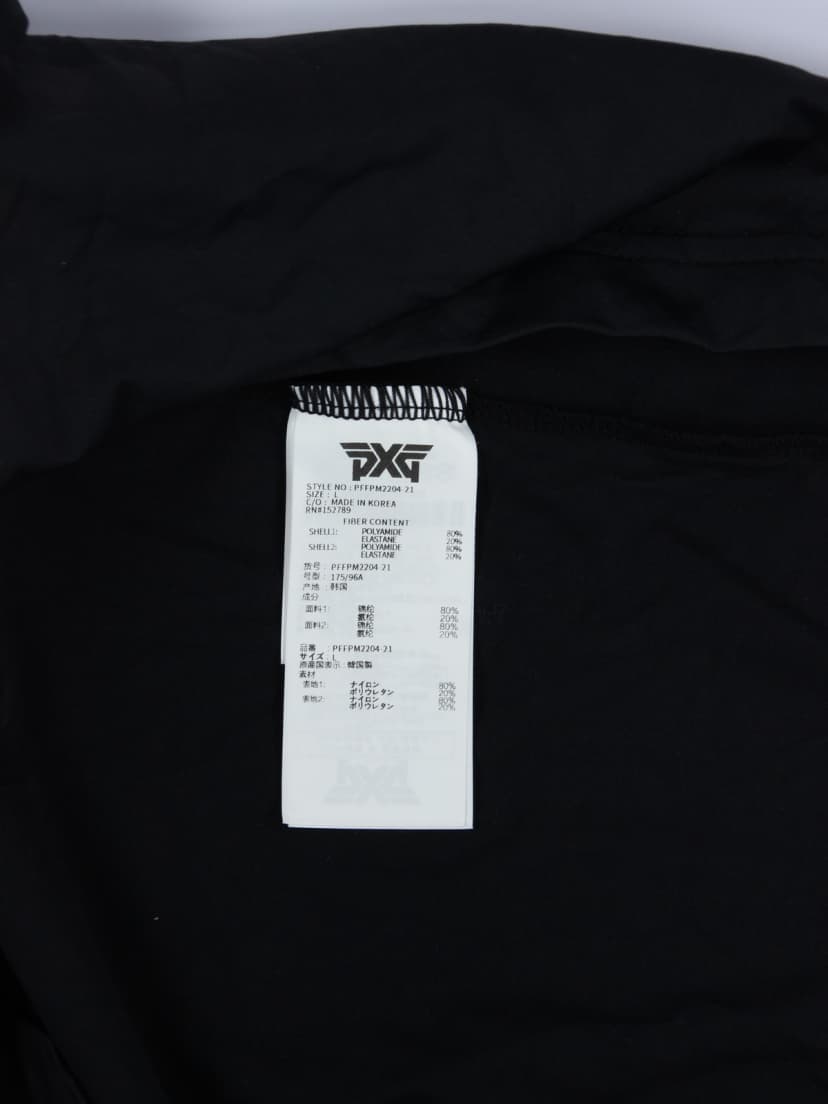 PXG
STYLE NO : PFFPM2204-21
SIZE : L
C/O : MADE IN KOREA
RN#152789
FIBER CONTENT
SHELL1: POLYAMIDE 80%
ELASTANE 20%
SHELL2: POLYAMIDE 80%
ELASTANE 20%
货号 : PFFPM2204-21
号型 : 175/96A
产地 : 韩国
成分
面料1: 锦纶 80%
氨纶 20%
面料2: 锦纶 80%
氨纶 20%
品番 : PFFPM2204-21
サイズ : L
原産国表示 : 韓国製
素材
表地1: ナイロン 80%
ポリウレタン 20%
表地2: ナイロン 80%
ポリウレタン 20%